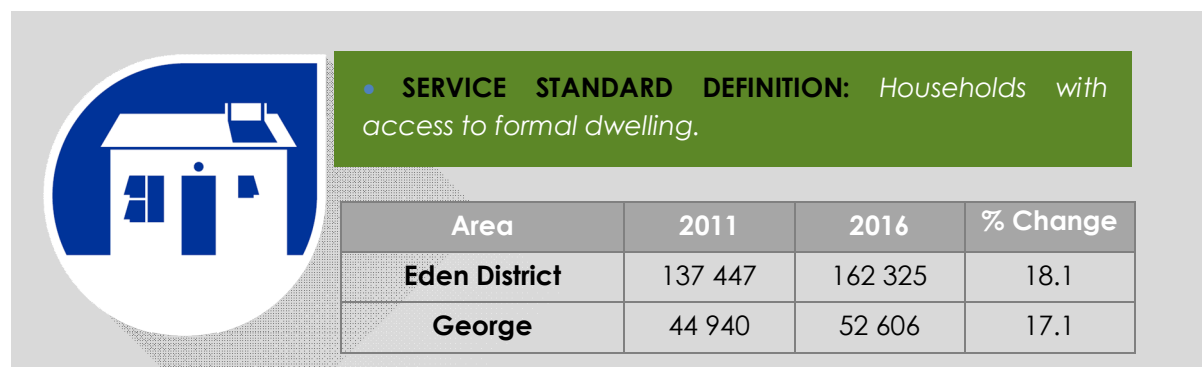 • SERVICE STANDARD DEFINITION: Households with
access to formal dwelling.
Area 2011 2016 % Change
Eden District 137 447 162 325 18.1
George 44 940 52 606 17.1